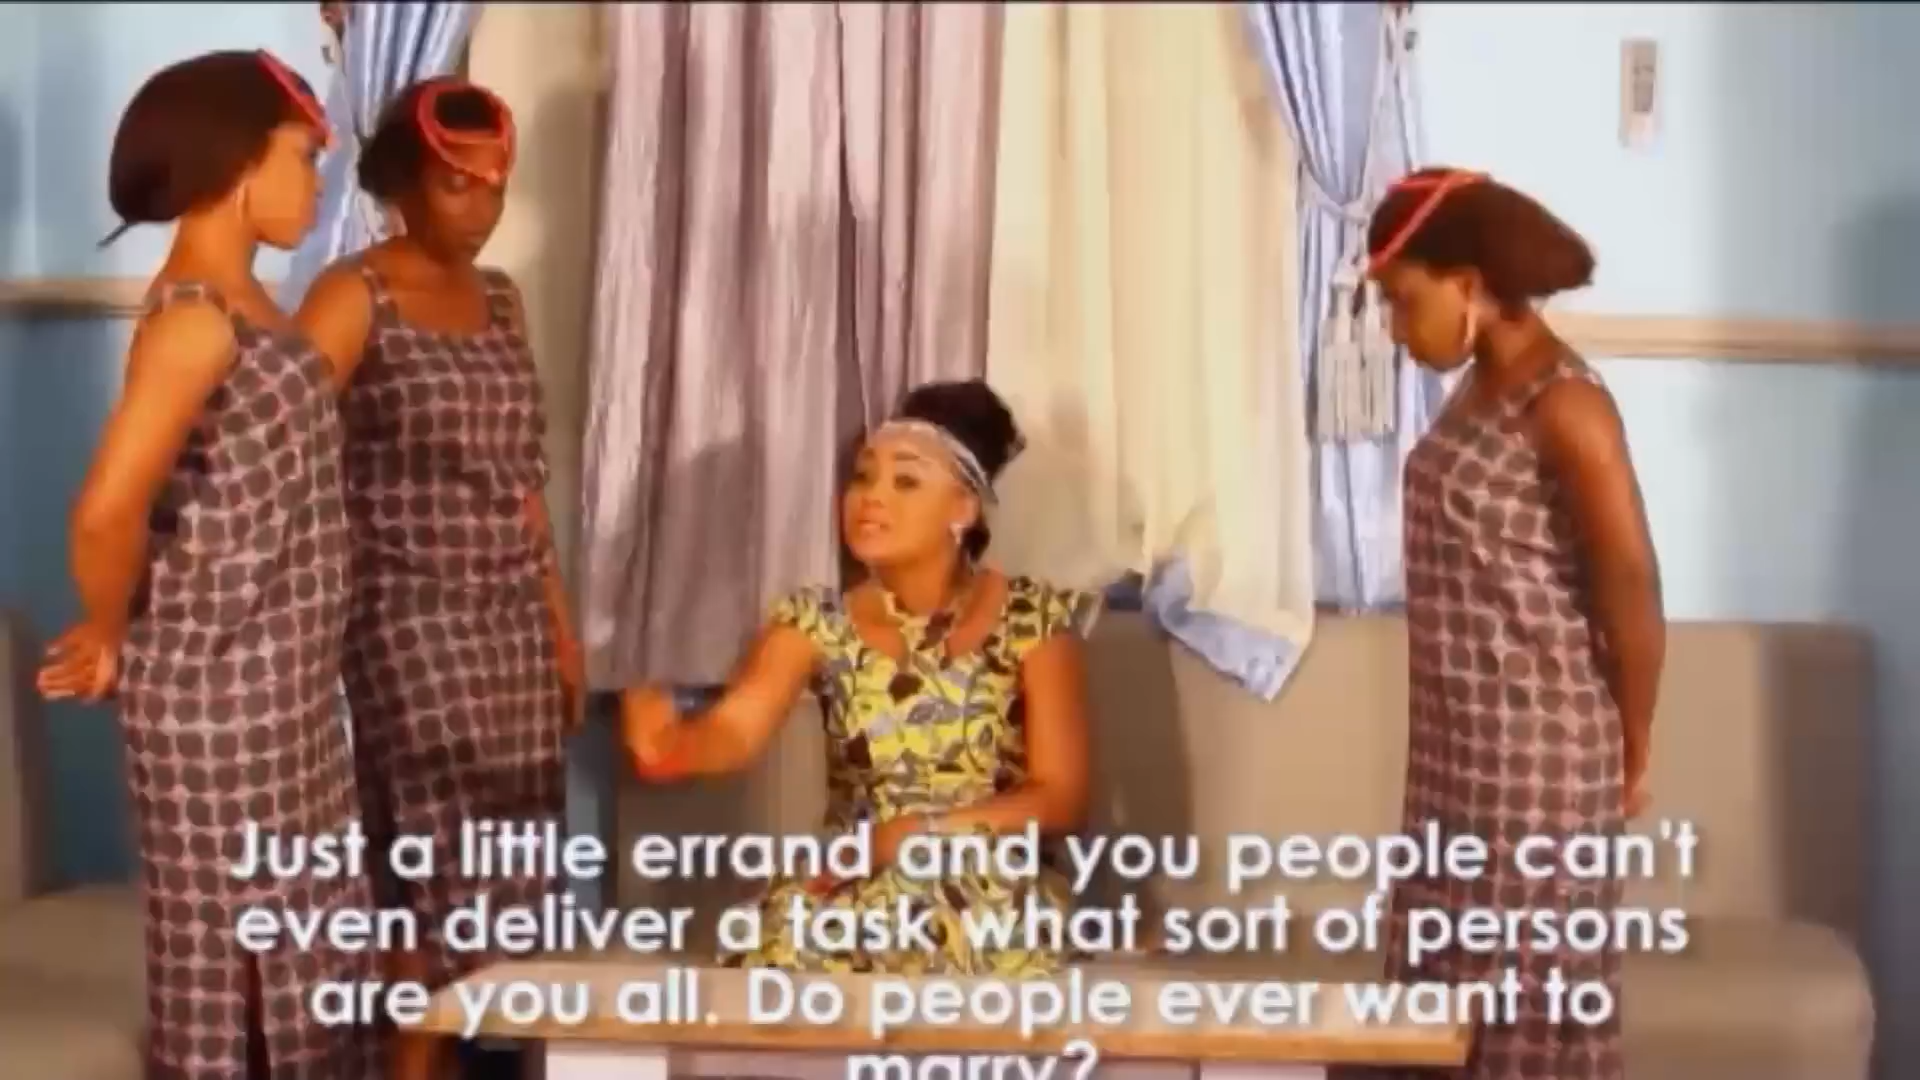 Just a little errand and you people can't
even deliver a task what sort of persons
are you all. Do people ever want to
marry?